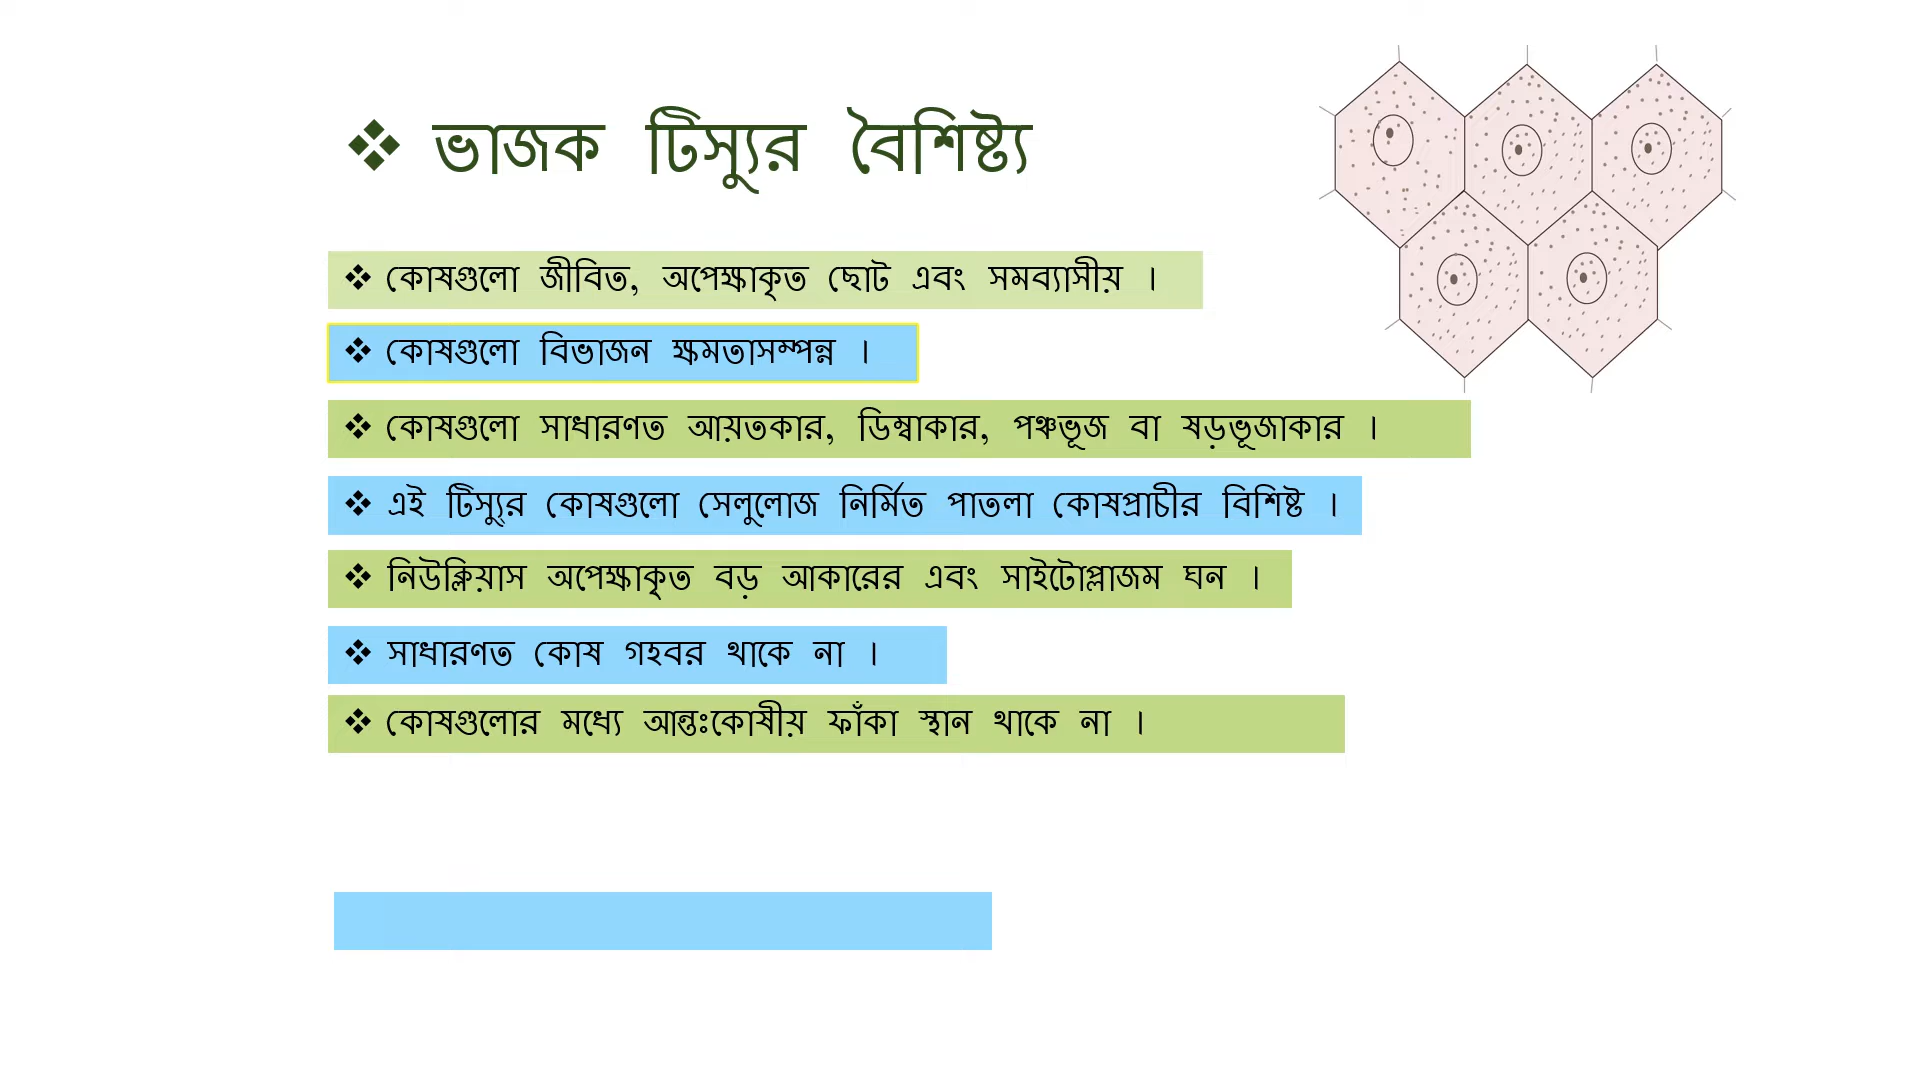 ❖ ভাজক টিস্যুর বৈশিষ্ট্য
❖ কোষগুলো জীবিত, অপেক্ষাকৃত ছোট এবং সমব্যাসীয় ।
❖ কোষগুলো বিভাজন ক্ষমতাসম্পন্ন ।
❖ কোষগুলো সাধারণত আয়তকার, ডিম্বাকার, পঞ্চভূজ বা ষড়ভূজাকার ।
❖ এই টিস্যুর কোষগুলো সেলুলোজ নির্মিত পাতলা কোষপ্রাচীর বিশিষ্ট ।
❖ নিউক্লিয়াস অপেক্ষাকৃত বড় আকারের এবং সাইটোপ্লাজম ঘন ।
❖ সাধারণত কোষ গহবর থাকে না ।
❖ কোষগুলোর মধ্যে আন্তঃকোষীয় ফাঁকা স্থান থাকে না ।